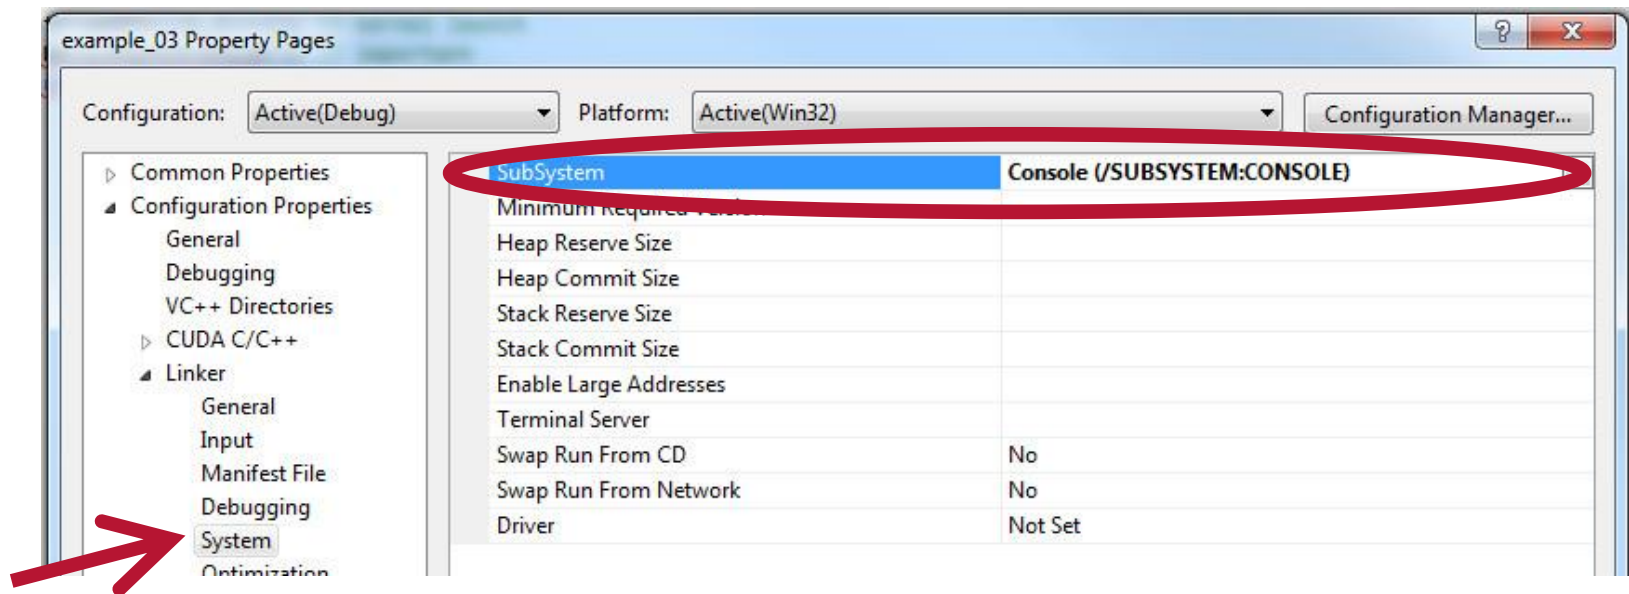 example_03 Property Pages
Configuration: Active(Debug) Platform: Active(Win32) Configuration Manager...
Common Properties
Configuration Properties
General
Debugging
VC++ Directories
CUDA C/C++
Linker
General
Input
Manifest File
Debugging
System
Optimization
SubSystem Console (/SUBSYSTEM:CONSOLE)
Minimum Required Version
Heap Reserve Size
Heap Commit Size
Stack Reserve Size
Stack Commit Size
Enable Large Addresses
Terminal Server
Swap Run From CD No
Swap Run From Network No
Driver Not Set